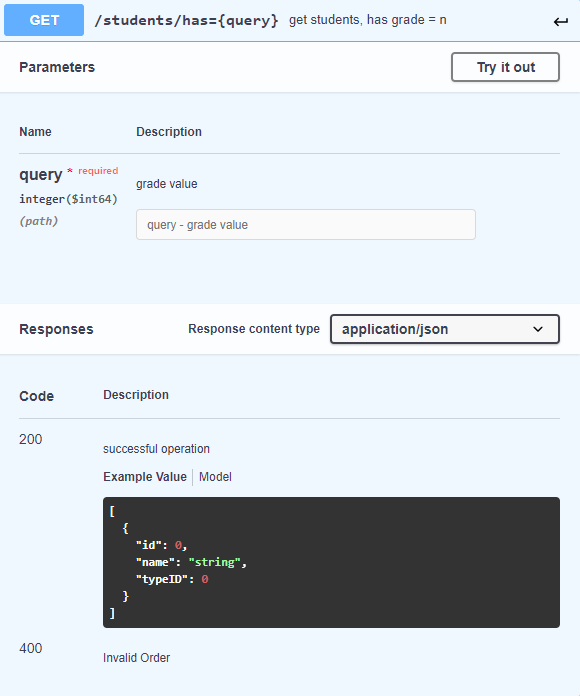 GET /students/has={query} get students, has grade = n
Parameters Try it out
Name Description
query * required
integer($int64)
(path)
grade value
query - grade value
Responses Response content type application/json
Code Description
200
successful operation
Example Value Model
[
{
"id": 0,
"name": "string",
"typeID": 0
}
]
400
Invalid Order